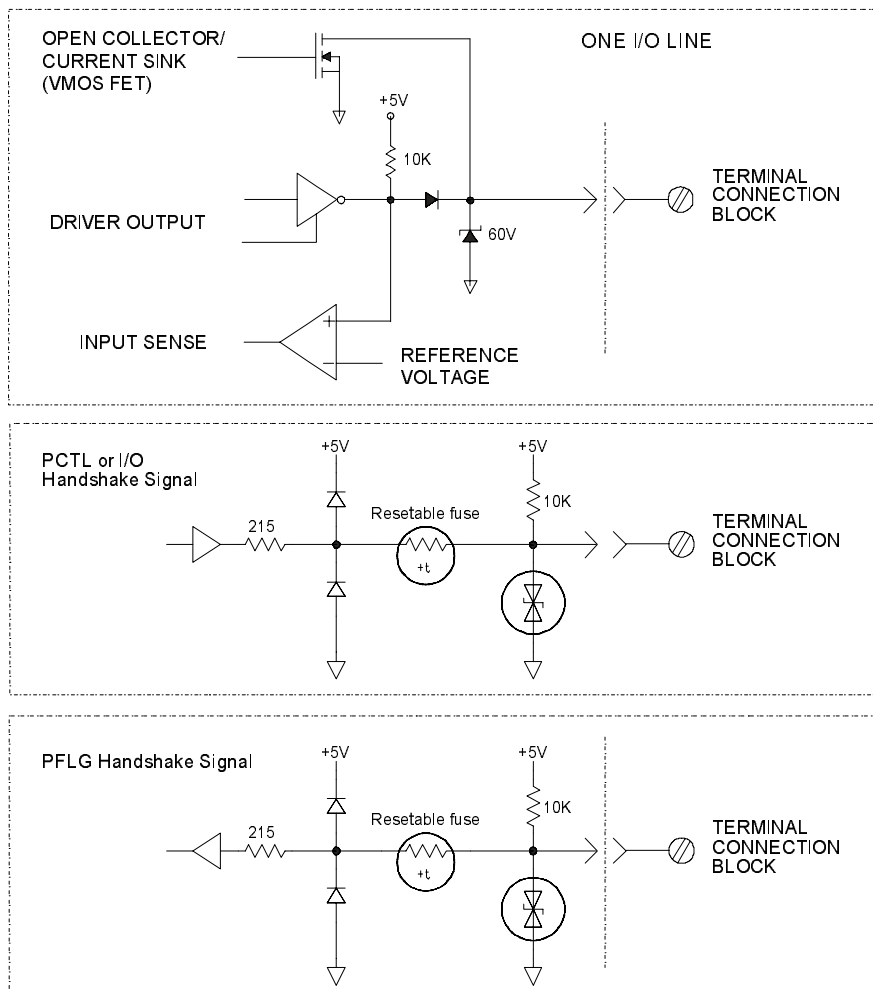 OPEN COLLECTOR/
CURRENT SINK
(VMOS FET)
ONE I/O LINE
+5V
10K
TERMINAL
CONNECTION
BLOCK
DRIVER OUTPUT
60V
INPUT SENSE
+
−
REFERENCE
VOLTAGE
PCTL or I/O
Handshake Signal
+5V
+5V
215
Resetable fuse
10K
+t
TERMINAL
CONNECTION
BLOCK
PFLG Handshake Signal
+5V
+5V
215
Resetable fuse
10K
+t
TERMINAL
CONNECTION
BLOCK